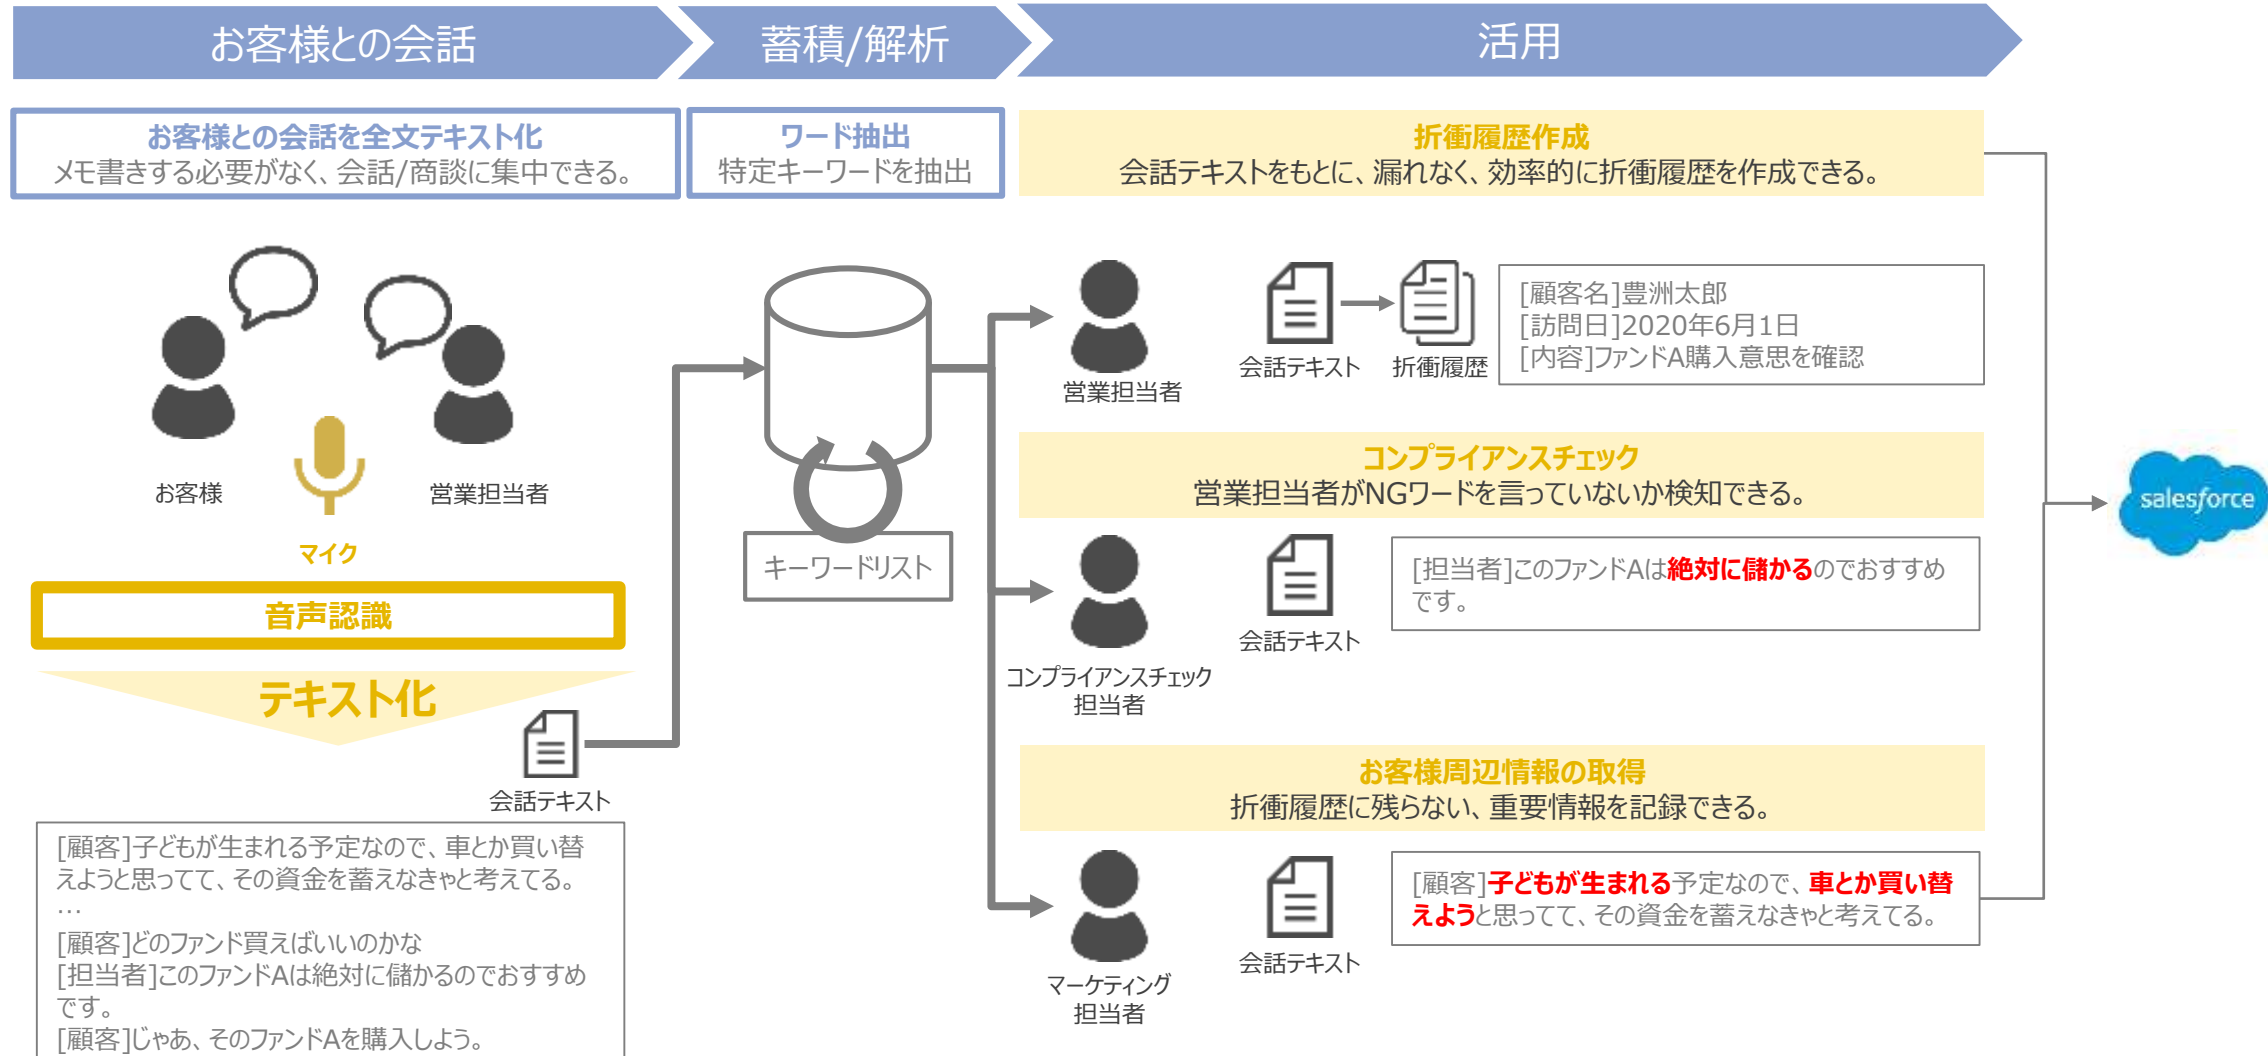 お客様との会話
蓄積/解析
活用
お客様との会話を全文テキスト化
メモ書きする必要がなく、会話/商談に集中できる。
ワード抽出
特定キーワードを抽出
折衝履歴作成
会話テキストをもとに、漏れなく、効率的に折衝履歴を作成できる。
お客様
営業担当者
マイク
音声認識
テキスト化
会話テキスト
[顧客]子どもが生まれる予定なので、車とか買い替
えようと思ってて、その資金を蓄えなきゃと考えてる。
…
[顧客]どのファンド買えばいいのかな
[担当者]このファンドAは絶対に儲かるのでおすすめ
です。
[顧客]じゃあ、そのファンドAを購入しよう。
キーワードリスト
営業担当者
会話テキスト
折衝履歴
[顧客名]豊洲太郎
[訪問日]2020年6月1日
[内容]ファンドA購入意思を確認
コンプライアンスチェック
営業担当者がNGワードを言っていないか検知できる。
コンプライアンスチェック
担当者
会話テキスト
[担当者]このファンドAは絶対に儲かるのでおすすめ
です。
お客様周辺情報の取得
折衝履歴に残らない、重要情報を記録できる。
マーケティング
担当者
会話テキスト
[顧客]子どもが生まれる予定なので、車とか買い替
えようと思ってて、その資金を蓄えなきゃと考えてる。
salesforce